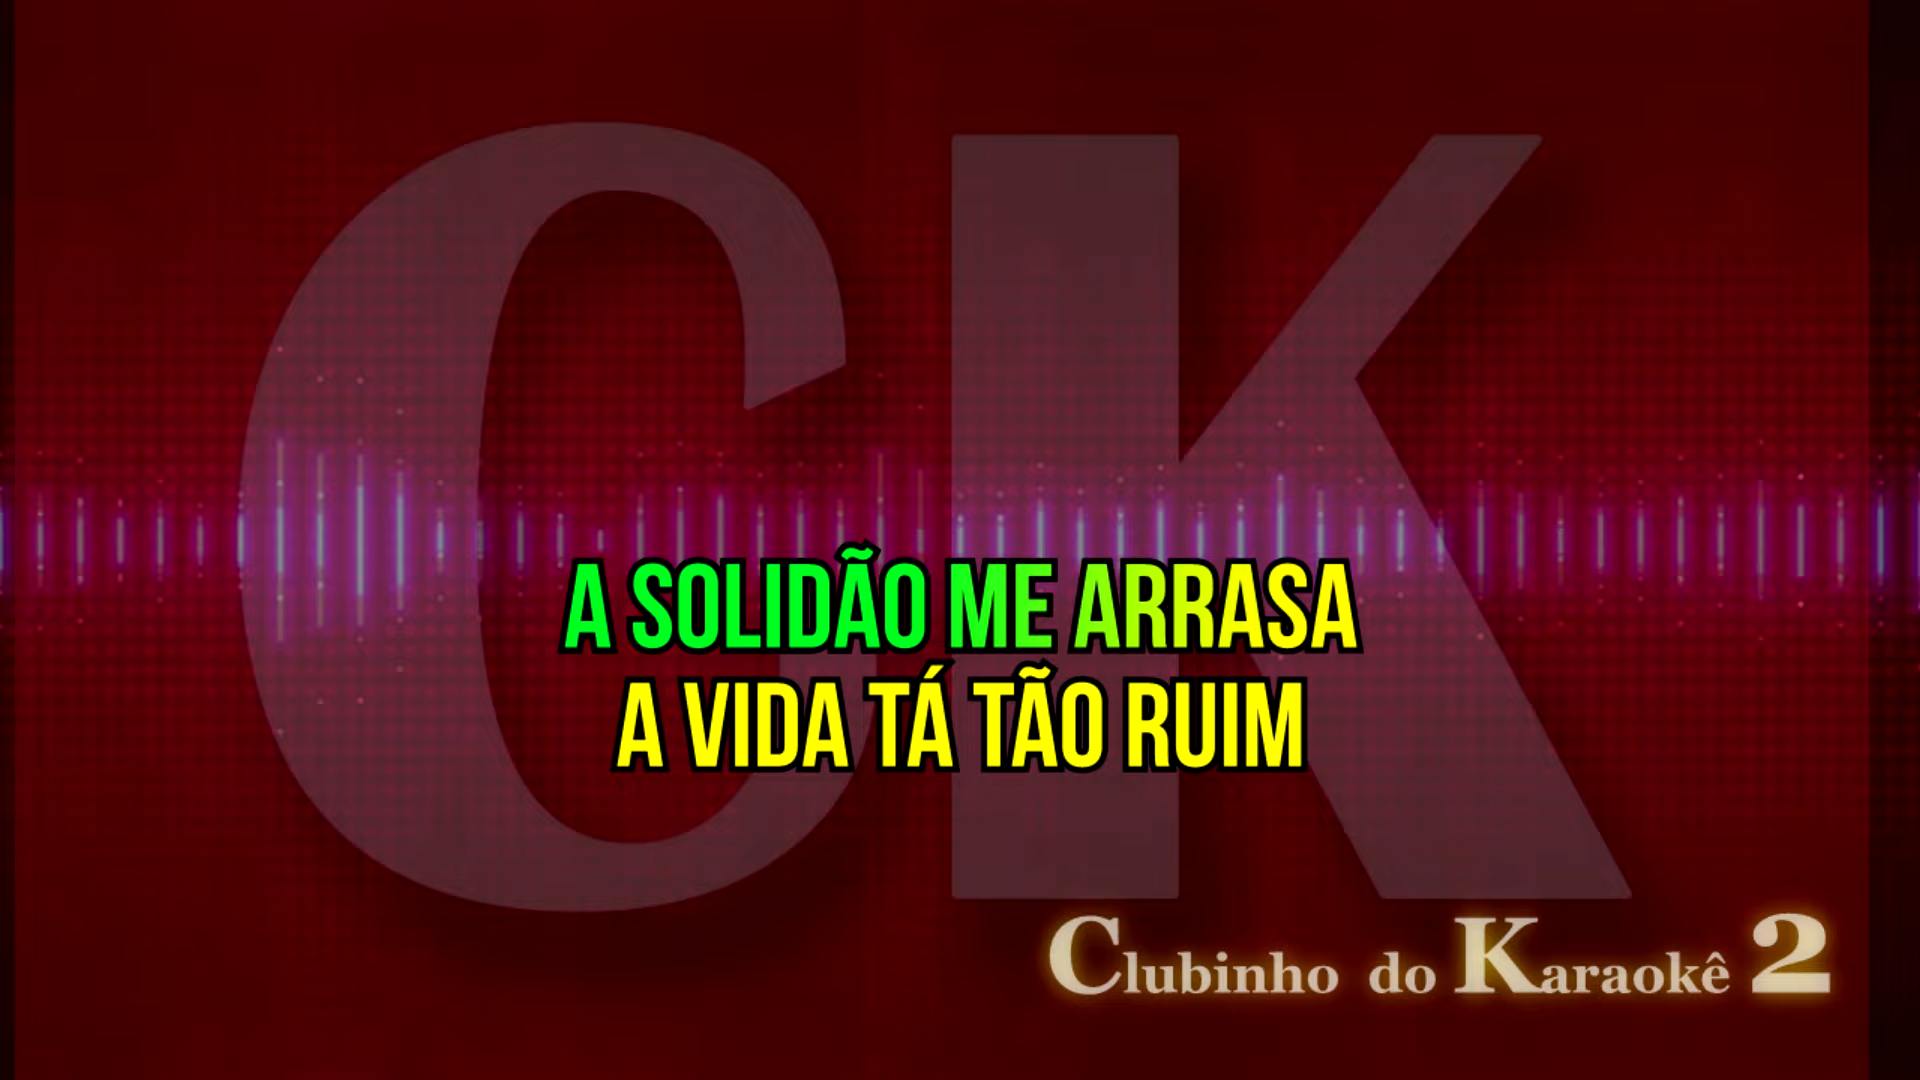 CK
A SOLIDÃO ME ARRASA
A VIDA TÁ TÃO RUIM
Clubinho do Karaokê 2